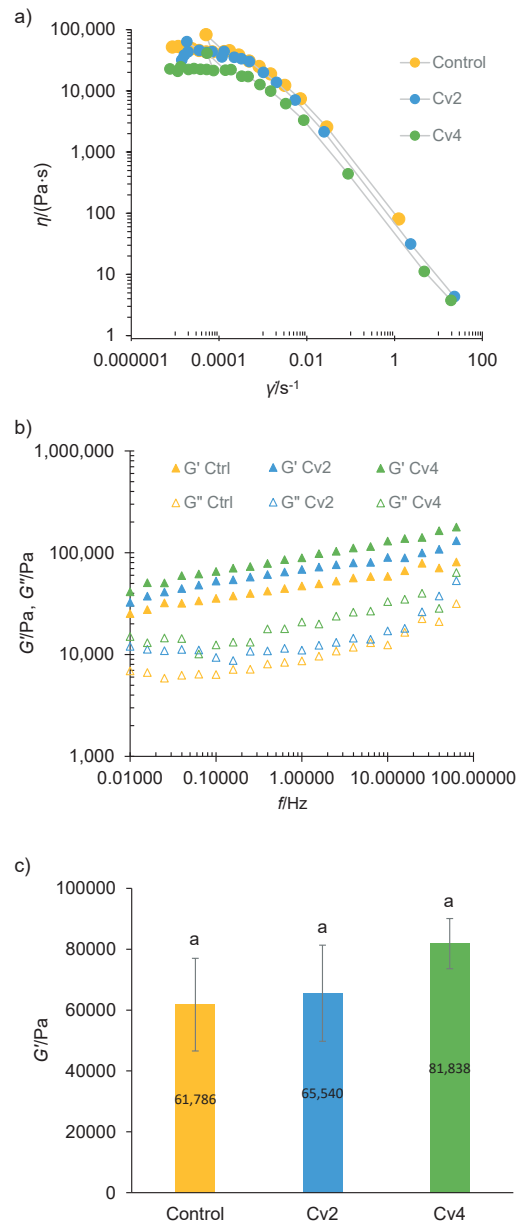 a)
100,000
10,000
1,000
100
10
1
η/(Pa·s)
Control
Cv2
Cv4
0.000001 0.0001 0.01 1 100
γ̇/s⁻¹
b)
1,000,000
100,000
10,000
1,000
G'/Pa, G"/Pa
G' Ctrl G' Cv2 G' Cv4
G" Ctrl G" Cv2 G" Cv4
0.01000 0.10000 1.00000 10.00000 100.00000
f/Hz
c)
100000
80000
60000
40000
20000
0
G'/Pa
a a a
61,786 65,540 81,838
Control Cv2 Cv4